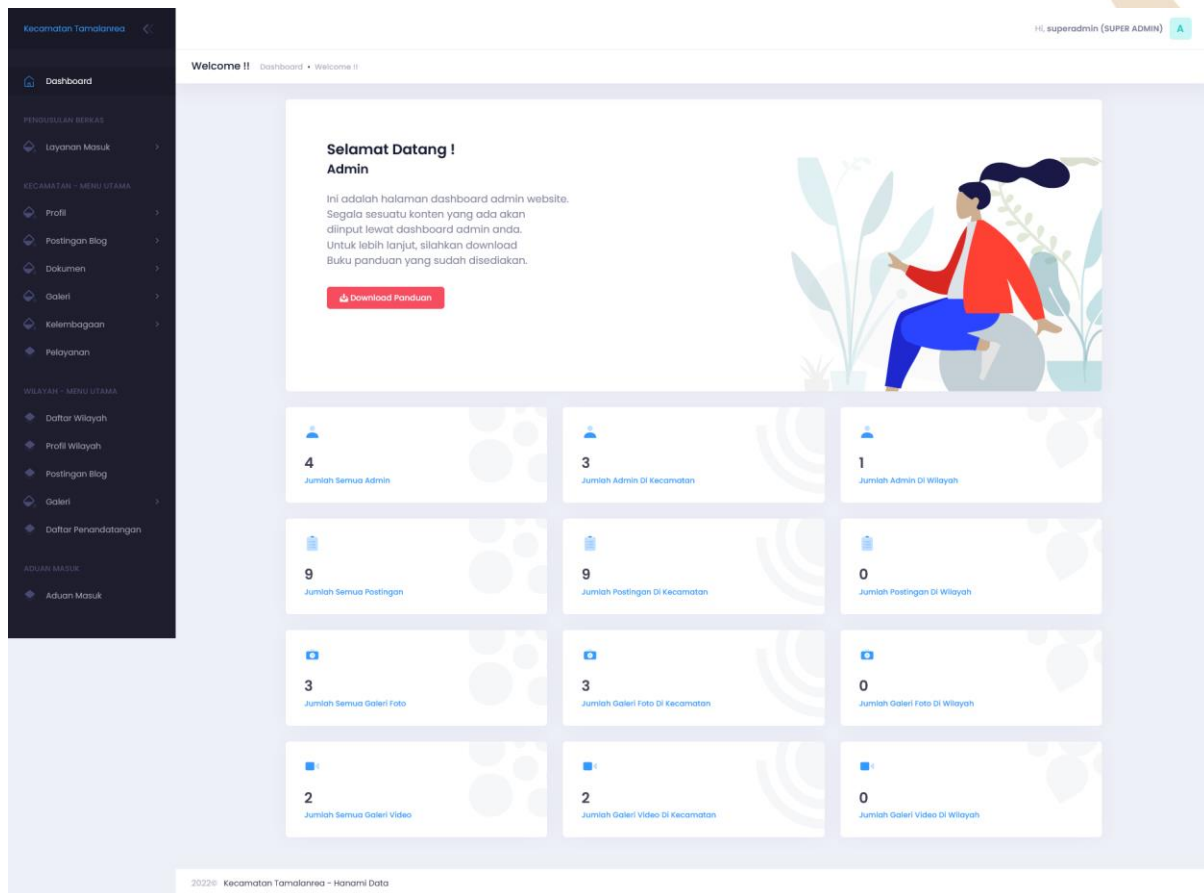 Kecamatan Tamalanrea
Hi, superadmin (SUPER ADMIN) A
Welcome !! Dashboard • Welcome !!
Dashboard
PENGUSULAN BERKAS
Layanan Masuk
KECAMATAN - MENU UTAMA
Profil
Postingan Blog
Dokumen
Galeri
Kelembagaan
Pelayanan
WILAYAH - MENU UTAMA
Daftar Wilayah
Profil Wilayah
Postingan Blog
Galeri
Daftar Penandatangan
ADUAN MASUK
Aduan Masuk
Selamat Datang !
Admin
Ini adalah halaman dashboard admin website.
Segala sesuatu konten yang ada akan
diinput lewat dashboard admin anda.
Untuk lebih lanjut, silahkan download
Buku panduan yang sudah disediakan.
Download Panduan
4
Jumlah Semua Admin
3
Jumlah Admin Di Kecamatan
1
Jumlah Admin Di Wilayah
9
Jumlah Semua Postingan
9
Jumlah Postingan Di Kecamatan
0
Jumlah Postingan Di Wilayah
3
Jumlah Semua Galeri Foto
3
Jumlah Galeri Foto Di Kecamatan
0
Jumlah Galeri Foto Di Wilayah
2
Jumlah Semua Galeri Video
2
Jumlah Galeri Video Di Kecamatan
0
Jumlah Galeri Video Di Wilayah
2022© Kecamatan Tamalanrea - Hanami Data